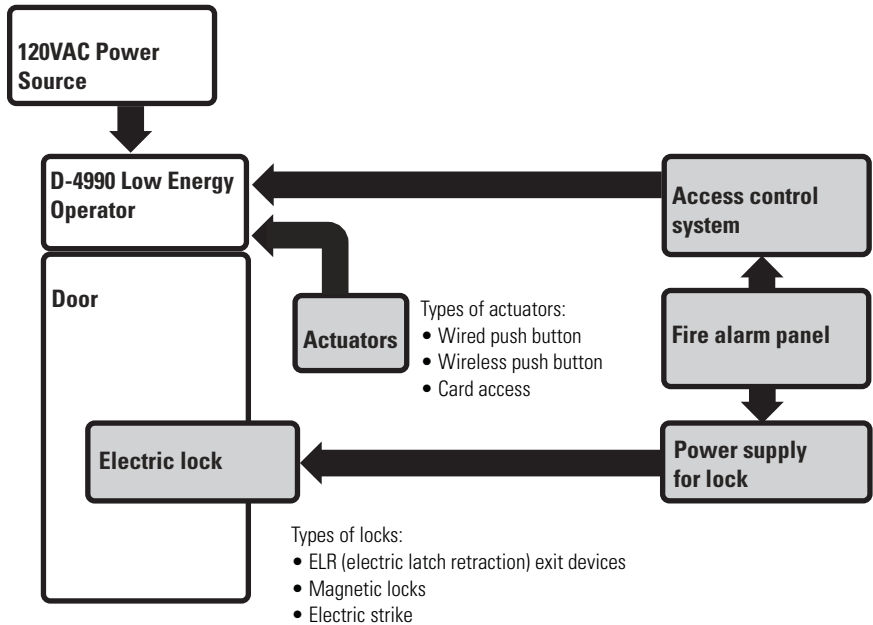 120VAC Power
Source
D-4990 Low Energy
Operator
Access control
system
Door
Actuators
Types of actuators:
• Wired push button
• Wireless push button
• Card access
Fire alarm panel
Electric lock
Power supply
for lock
Types of locks:
• ELR (electric latch retraction) exit devices
• Magnetic locks
• Electric strike